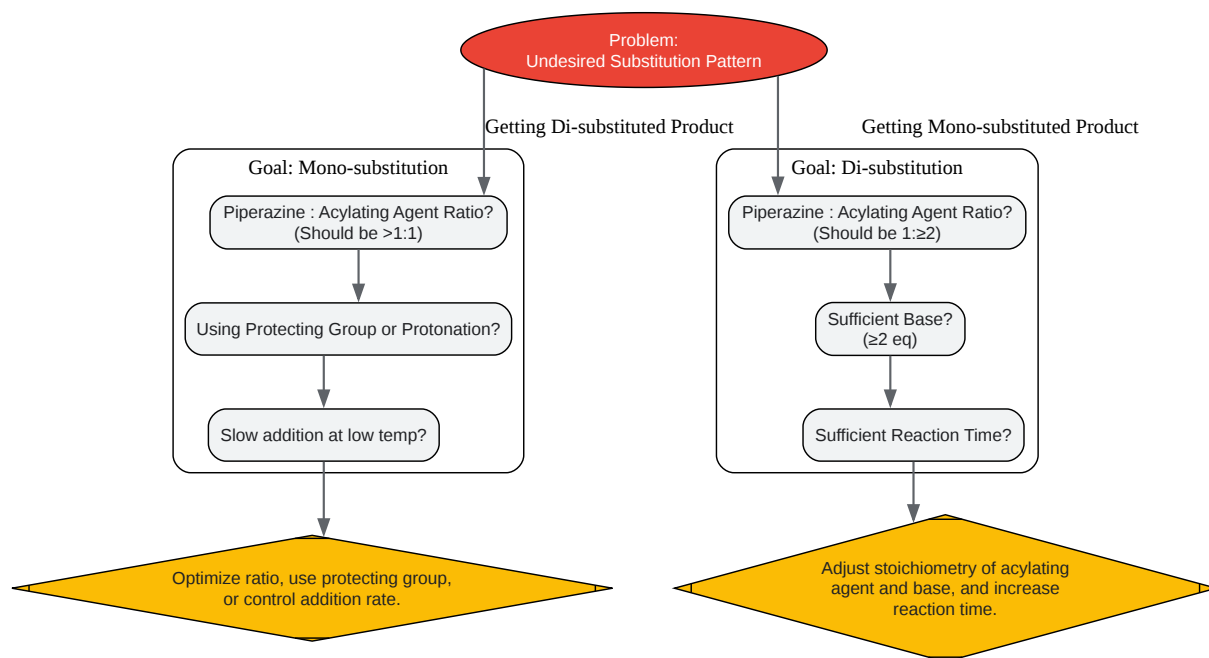 Problem:
Undesired Substitution Pattern
Getting Di-substituted Product
Getting Mono-substituted Product
Goal: Mono-substitution
Piperazine : Acylating Agent Ratio?
(Should be >1:1)
Using Protecting Group or Protonation?
Slow addition at low temp?
Optimize ratio, use protecting group,
or control addition rate.
Goal: Di-substitution
Piperazine : Acylating Agent Ratio?
(Should be 1:≥2)
Sufficient Base?
(≥2 eq)
Sufficient Reaction Time?
Adjust stoichiometry of acylating
agent and base, and increase
reaction time.